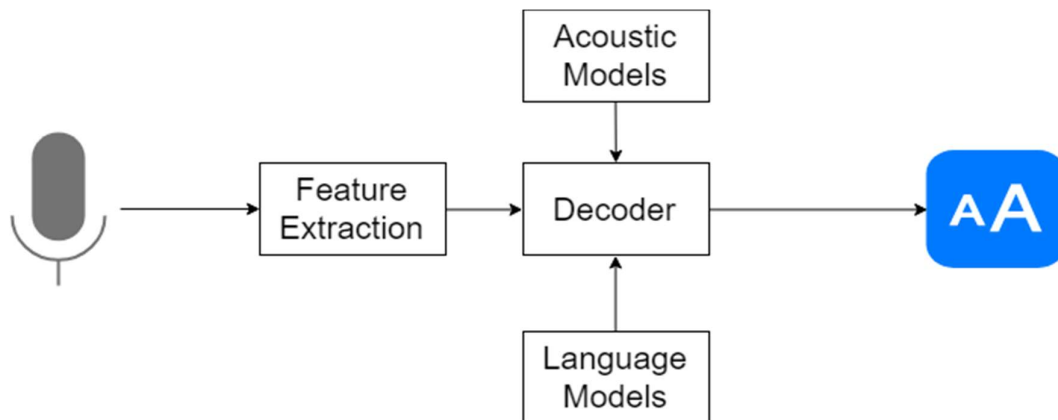 Acoustic
Models
Feature
Extraction
Decoder
AA
Language
Models